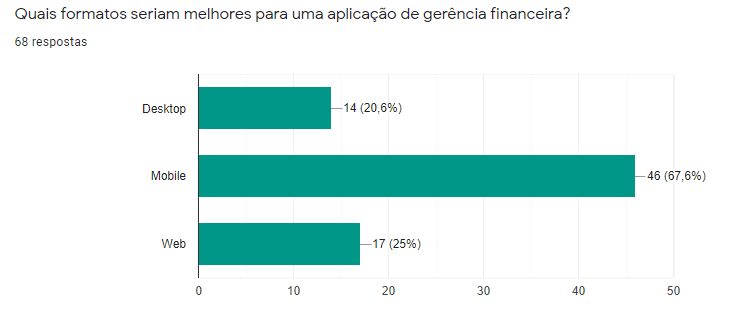 Quais formatos seriam melhores para uma aplicação de gerência financeira?
68 respostas
Desktop 14 (20,6%)
Mobile 46 (67,6%)
Web 17 (25%)
0 10 20 30 40 50